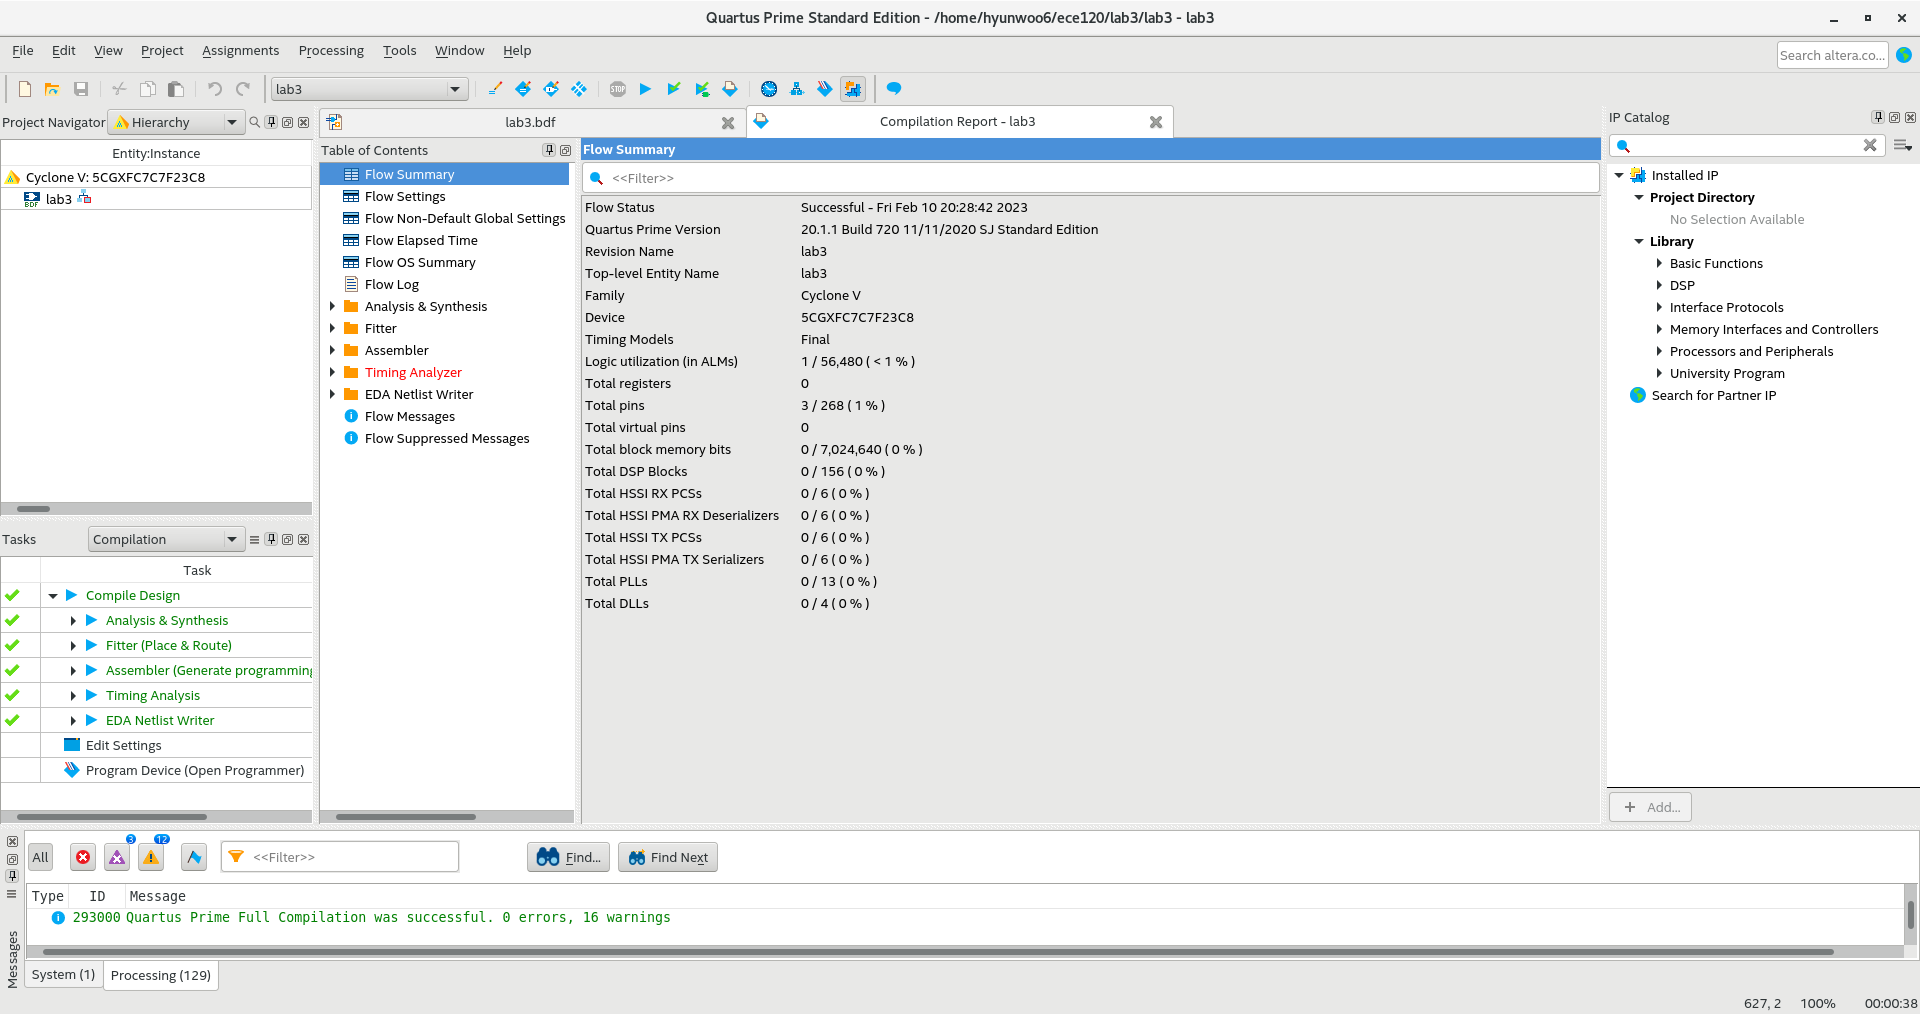 Quartus Prime Standard Edition - /home/hyunwoo6/ece120/lab3/lab3 - lab3
File Edit View Project Assignments Processing Tools Window Help
Search altera.co...
lab3
Project Navigator Hierarchy
Entity:Instance
Cyclone V: 5CGXFC7C7F23C8
BDF lab3
Tasks Compilation
Task
Compile Design
Analysis & Synthesis
Fitter (Place & Route)
Assembler (Generate programming
Timing Analysis
EDA Netlist Writer
Edit Settings
Program Device (Open Programmer)
lab3.bdf
Compilation Report - lab3
Table of Contents
Flow Summary
Flow Settings
Flow Non-Default Global Settings
Flow Elapsed Time
Flow OS Summary
Flow Log
Analysis & Synthesis
Fitter
Assembler
Timing Analyzer
EDA Netlist Writer
Flow Messages
Flow Suppressed Messages
Flow Summary
<<Filter>>
Flow Status Successful - Fri Feb 10 20:28:42 2023
Quartus Prime Version 20.1.1 Build 720 11/11/2020 SJ Standard Edition
Revision Name lab3
Top-level Entity Name lab3
Family Cyclone V
Device 5CGXFC7C7F23C8
Timing Models Final
Logic utilization (in ALMs) 1 / 56,480 ( < 1 % )
Total registers 0
Total pins 3 / 268 ( 1 % )
Total virtual pins 0
Total block memory bits 0 / 7,024,640 ( 0 % )
Total DSP Blocks 0 / 156 ( 0 % )
Total HSSI RX PCSs 0 / 6 ( 0 % )
Total HSSI PMA RX Deserializers 0 / 6 ( 0 % )
Total HSSI TX PCSs 0 / 6 ( 0 % )
Total HSSI PMA TX Serializers 0 / 6 ( 0 % )
Total PLLs 0 / 13 ( 0 % )
Total DLLs 0 / 4 ( 0 % )
IP Catalog
Installed IP
Project Directory
No Selection Available
Library
Basic Functions
DSP
Interface Protocols
Memory Interfaces and Controllers
Processors and Peripherals
University Program
Search for Partner IP
+ Add...
All 3 12 <<Filter>> Find... Find Next
Type ID Message
293000 Quartus Prime Full Compilation was successful. 0 errors, 16 warnings
Messages
System (1) Processing (129)
627, 2 100% 00:00:38